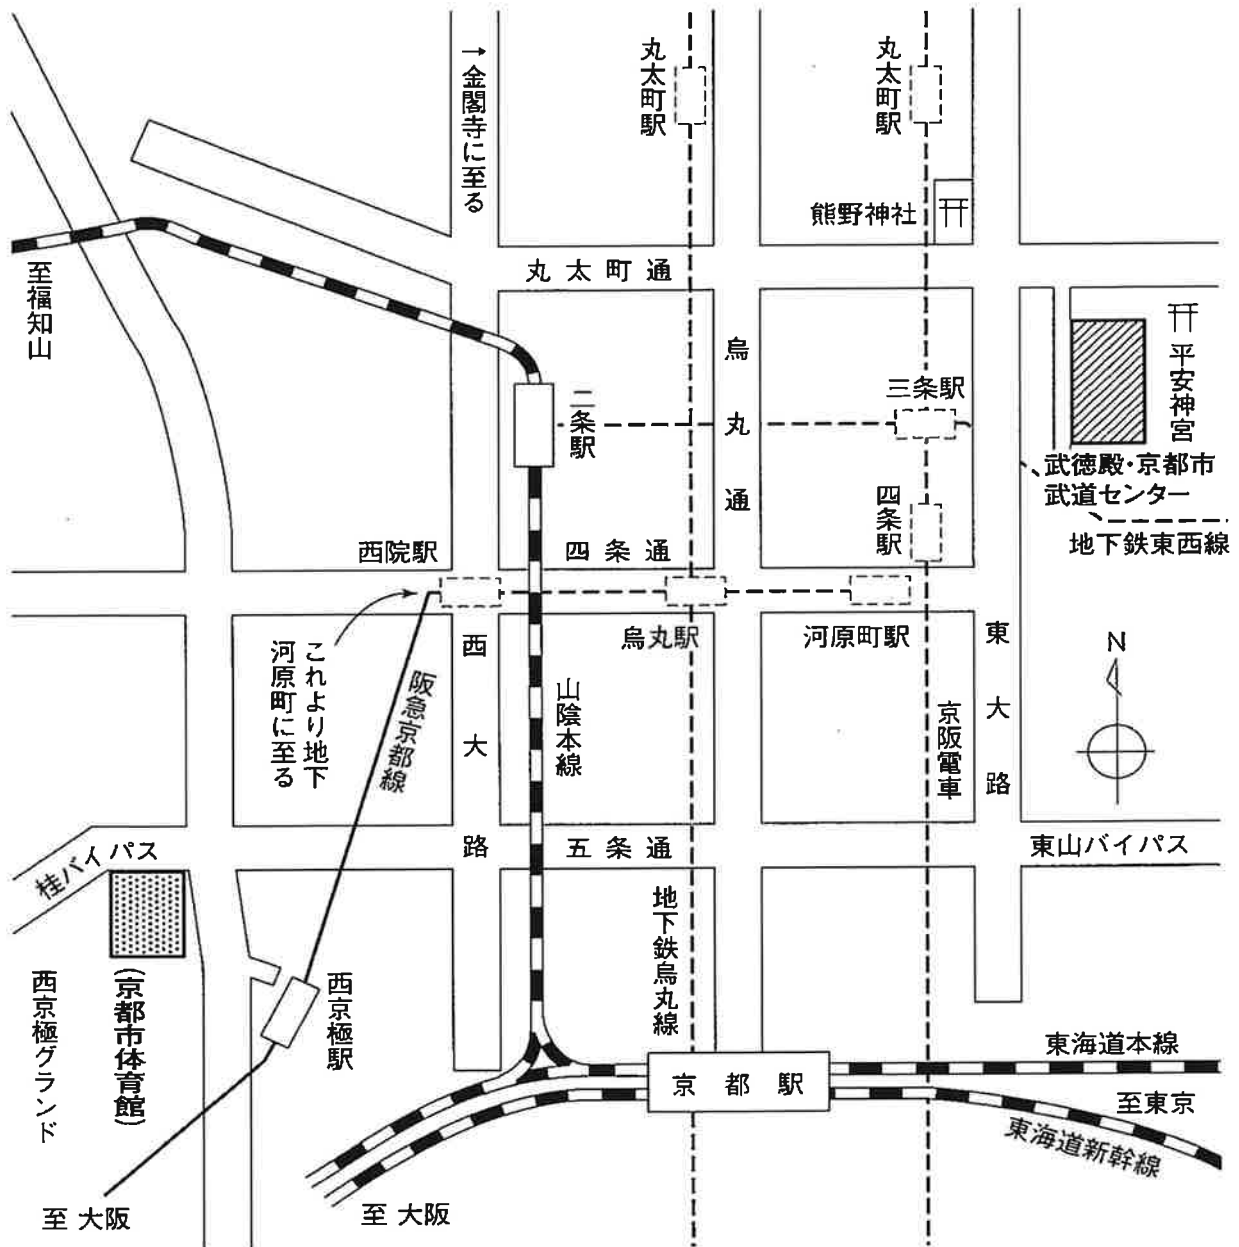 →金閣寺に至る
丸太町駅
丸太町駅
熊野神社
丸太町通
至福知山
烏丸通
平安神宮
二条駅
三条駅
武徳殿・京都市
武道センター
四条駅
地下鉄東西線
西院駅
四条通
烏丸駅
河原町駅
これより地下
河原町に至る
阪急京都線
西大路
山陰本線
東大路
京阪電車
N
五条通
東山バイパス
桂バイパス
地下鉄烏丸線
西京極グランド
(京都市体育館)
西京極駅
京都駅
東海道本線
至東京
東海道新幹線
至 大阪
至 大阪